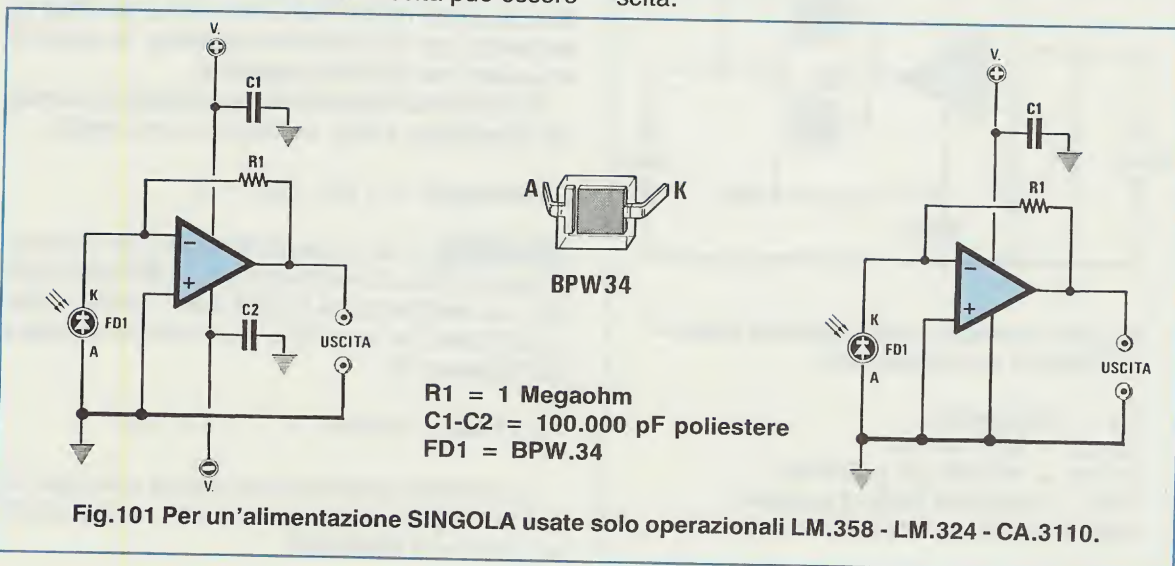 scita.
V.
C1
R1
−
+
K
FD1
A
C2
USCITA
V.
A K
BPW34
R1 = 1 Megaohm
C1-C2 = 100.000 pF poliestere
FD1 = BPW.34
V.
C1
R1
−
+
K
FD1
A
USCITA
Fig.101 Per un'alimentazione SINGOLA usate solo operazionali LM.358 - LM.324 - CA.3110.